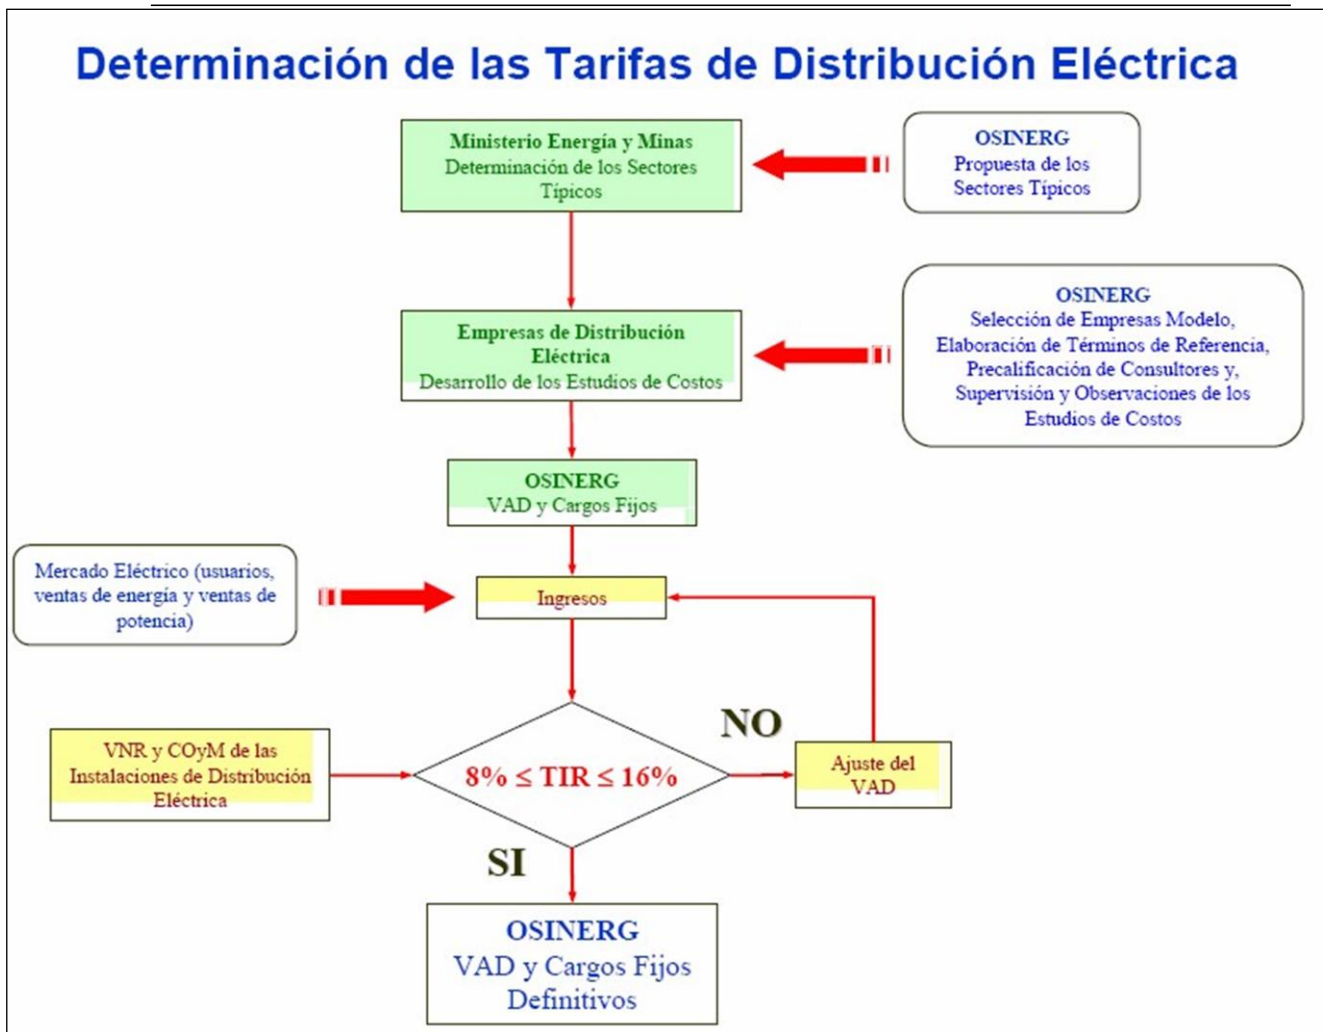 Determinación de las Tarifas de Distribución Eléctrica
Ministerio Energía y Minas
Determinación de los Sectores
Típicos
OSINERG
Propuesta de los
Sectores Típicos
Empresas de Distribución
Eléctrica
Desarrollo de los Estudios de Costos
OSINERG
Selección de Empresas Modelo,
Elaboración de Términos de Referencia,
Precalificación de Consultores y,
Supervisión y Observaciones de los
Estudios de Costos
OSINERG
VAD y Cargos Fijos
Mercado Eléctrico (usuarios,
ventas de energía y ventas de
potencia)
Ingresos
VNR y COyM de las
Instalaciones de Distribución
Eléctrica
8% ≤ TIR ≤ 16%
NO
Ajuste del
VAD
SI
OSINERG
VAD y Cargos Fijos
Definitivos